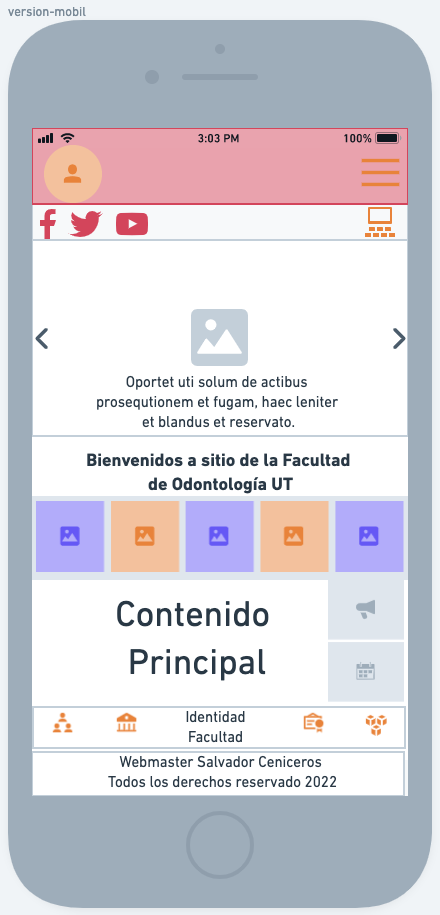 version-mobil
3:03 PM
100%
Oportet uti solum de actibus
prosequtionem et fugam, haec leniter
et blandus et reservato.
Bienvenidos a sitio de la Facultad
de Odontología UT
Contenido
Principal
Identidad
Facultad
Webmaster Salvador Ceniceros
Todos los derechos reservado 2022